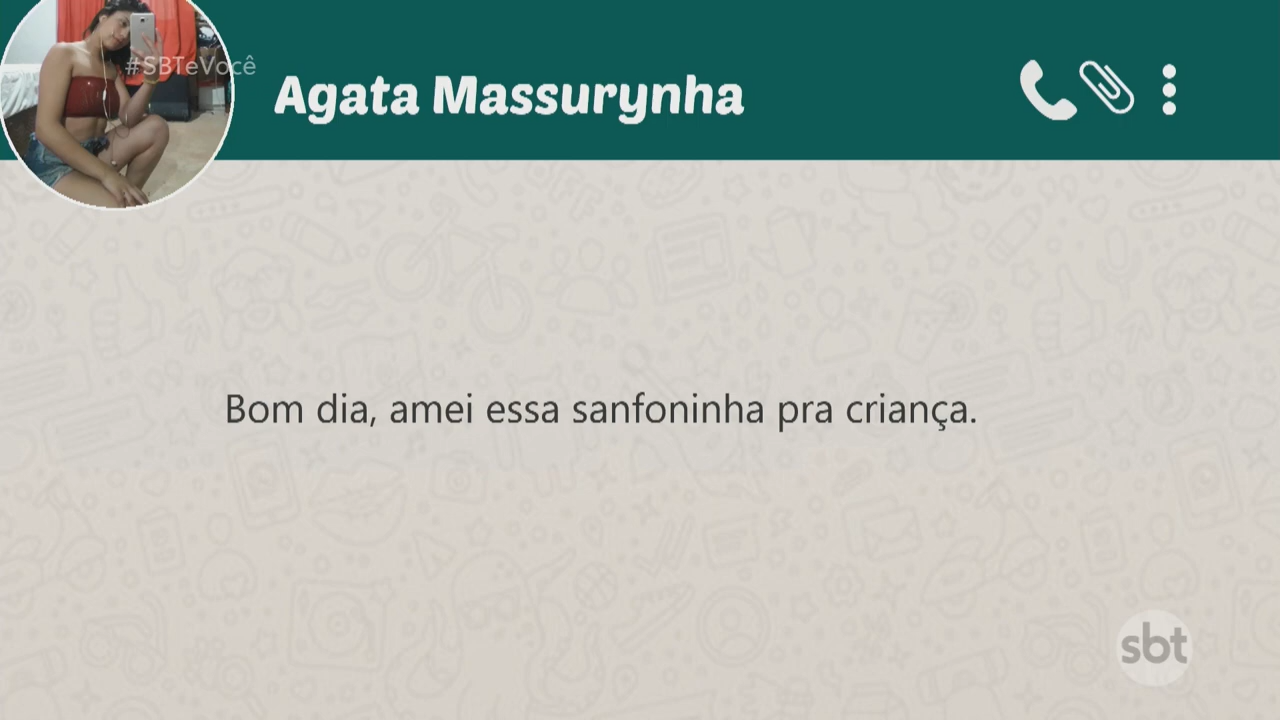 #SBTeVocê
Agata Massurynha
Bom dia, amei essa sanfoninha pra criança.
sbt